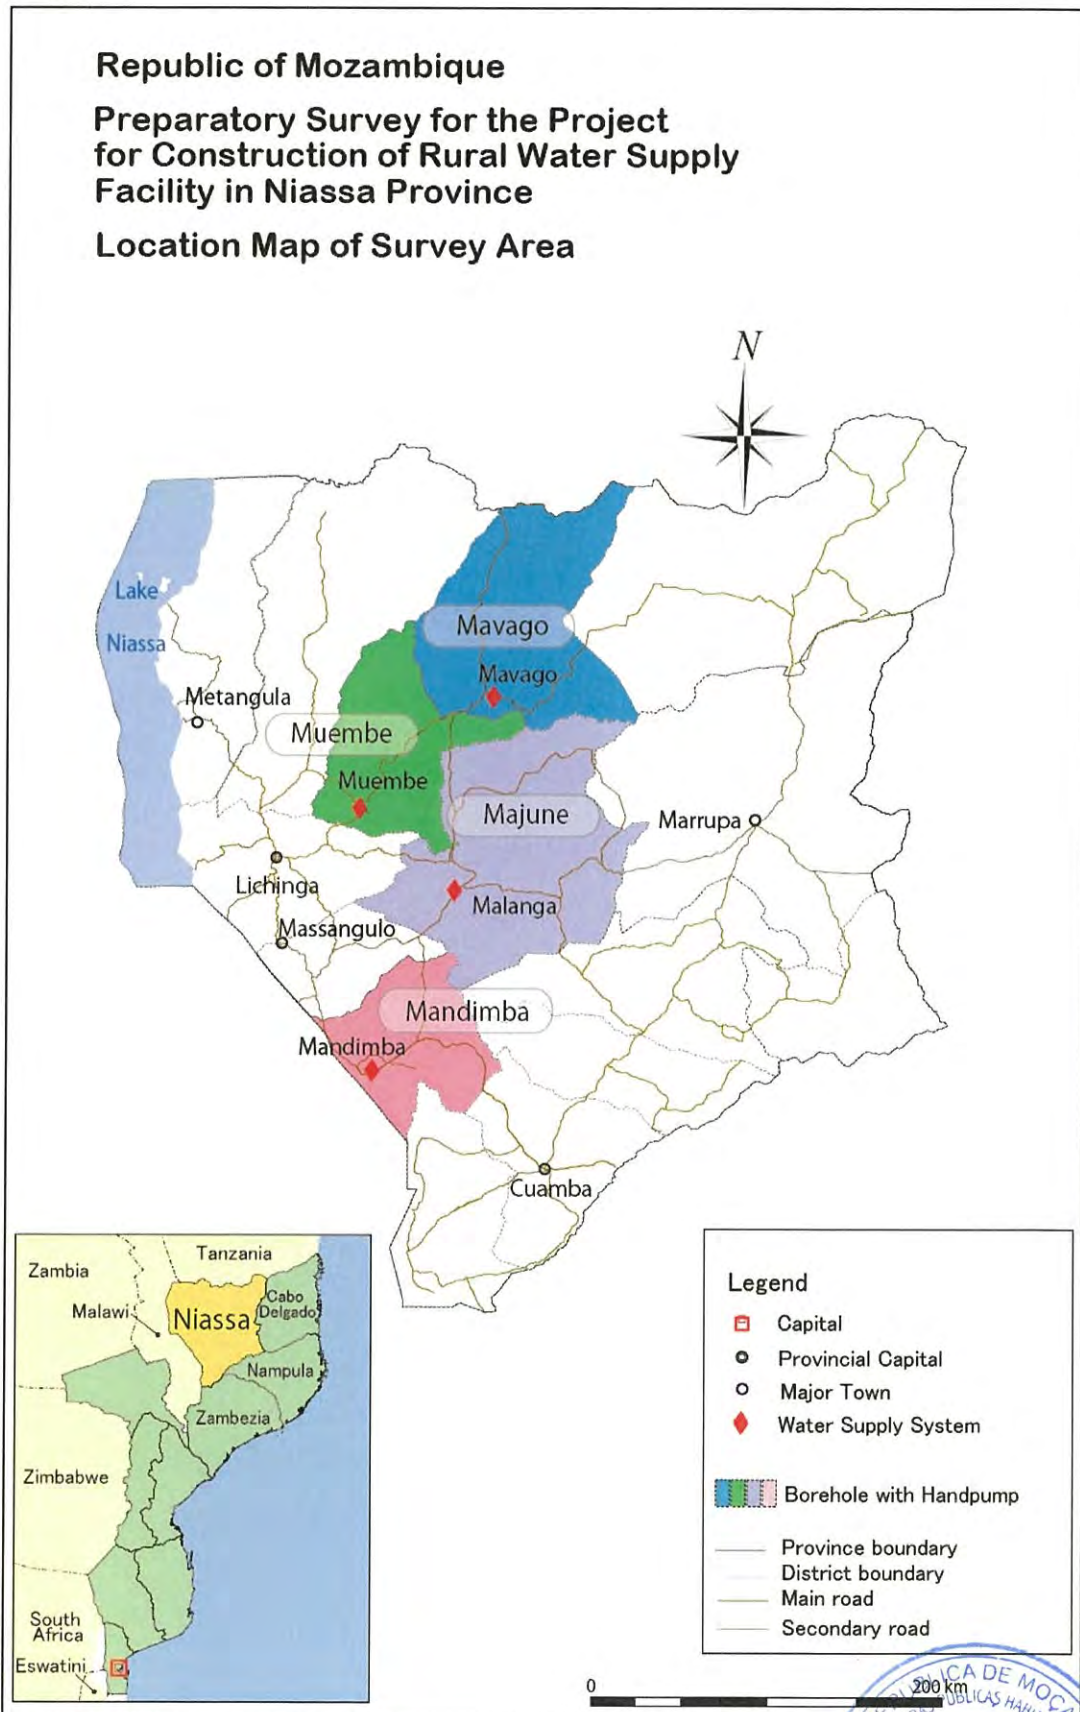 Republic of Mozambique
Preparatory Survey for the Project
for Construction of Rural Water Supply
Facility in Niassa Province
Location Map of Survey Area
N
Lake
Niassa
Mavago
Mavago
Metangula
Muembe
Muembe
Majune
Marrupa
Lichinga
Malanga
Massangulo
Mandimba
Mandimba
Cuamba
Tanzania
Zambia
Malawi
Niassa
Cabo
Delgado
Nampula
Zambezia
Zimbabwe
South
Africa
Eswatini
Legend
Capital
Provincial Capital
Major Town
Water Supply System
Borehole with Handpump
Province boundary
District boundary
Main road
Secondary road
0
200 km